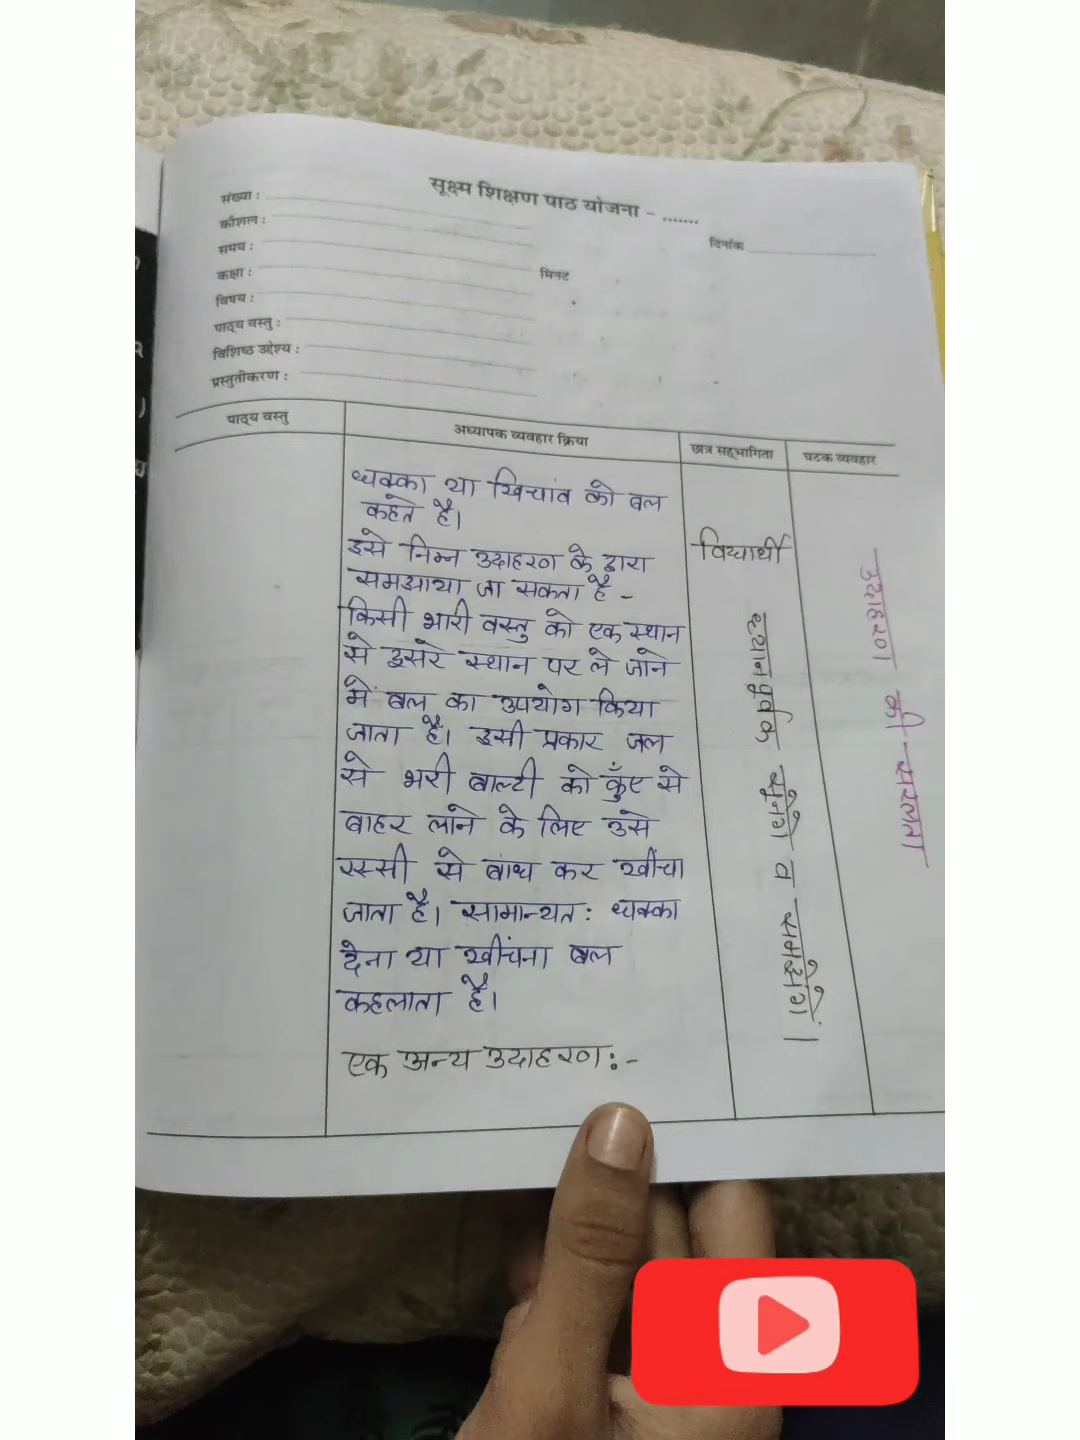 सूक्ष्म शिक्षण पाठ योजना - .......
संख्या :
कौशल :
दिनांक
समय :
कक्षा : मिनट
विषय :
पाठ्य वस्तु :
विशिष्ठ उद्देश्य :
प्रस्तुतीकरण :
पाठ्य वस्तु अध्यापक व्यवहार क्रिया छात्र सहभागिता घटक व्यवहार
धक्का या खिचांव को बल
कहते है।
इसे निम्न उदाहरण के द्वारा
समझाया जा सकता है -
किसी भारी वस्तु को एक स्थान
से दुसरे स्थान पर ले जाने
में बल का उपयोग किया
जाता है। इसी प्रकार जल
से भरी बाल्टी को कुँए से
बाहर लाने के लिए उसे
रस्सी से बांध कर खींचा
जाता है। सामान्यत: धक्का
देना या खींचना बल
कहलाता है।
एक अन्य उदाहरण:-
विद्यार्थी
ध्यानपूर्वक सुनेगे व समझेगें।
उदाहरण की सरलता